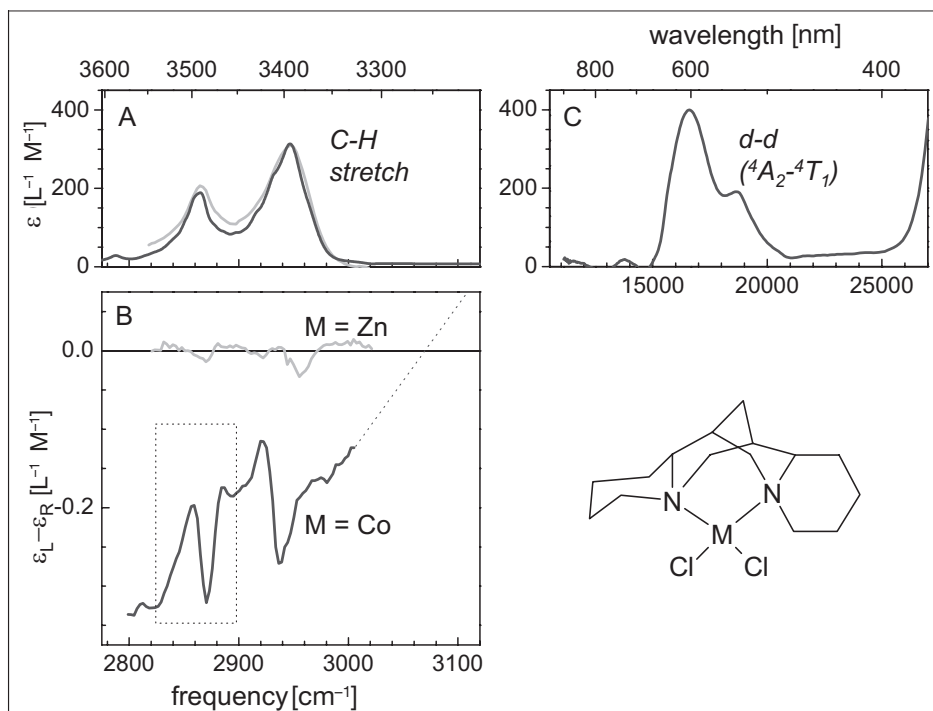 wavelength [nm]
3600 3500 3400 3300
800 600 400
400
200
0
ε [L⁻¹ M⁻¹]
A
C-H
stretch
400
200
0
C
d-d
(⁴A₂-⁴T₁)
15000 20000 25000
B
M = Zn
0.0
-0.2
ε_L–ε_R [L⁻¹ M⁻¹]
M = Co
2800 2900 3000 3100
frequency [cm⁻¹]
N N
M
Cl Cl